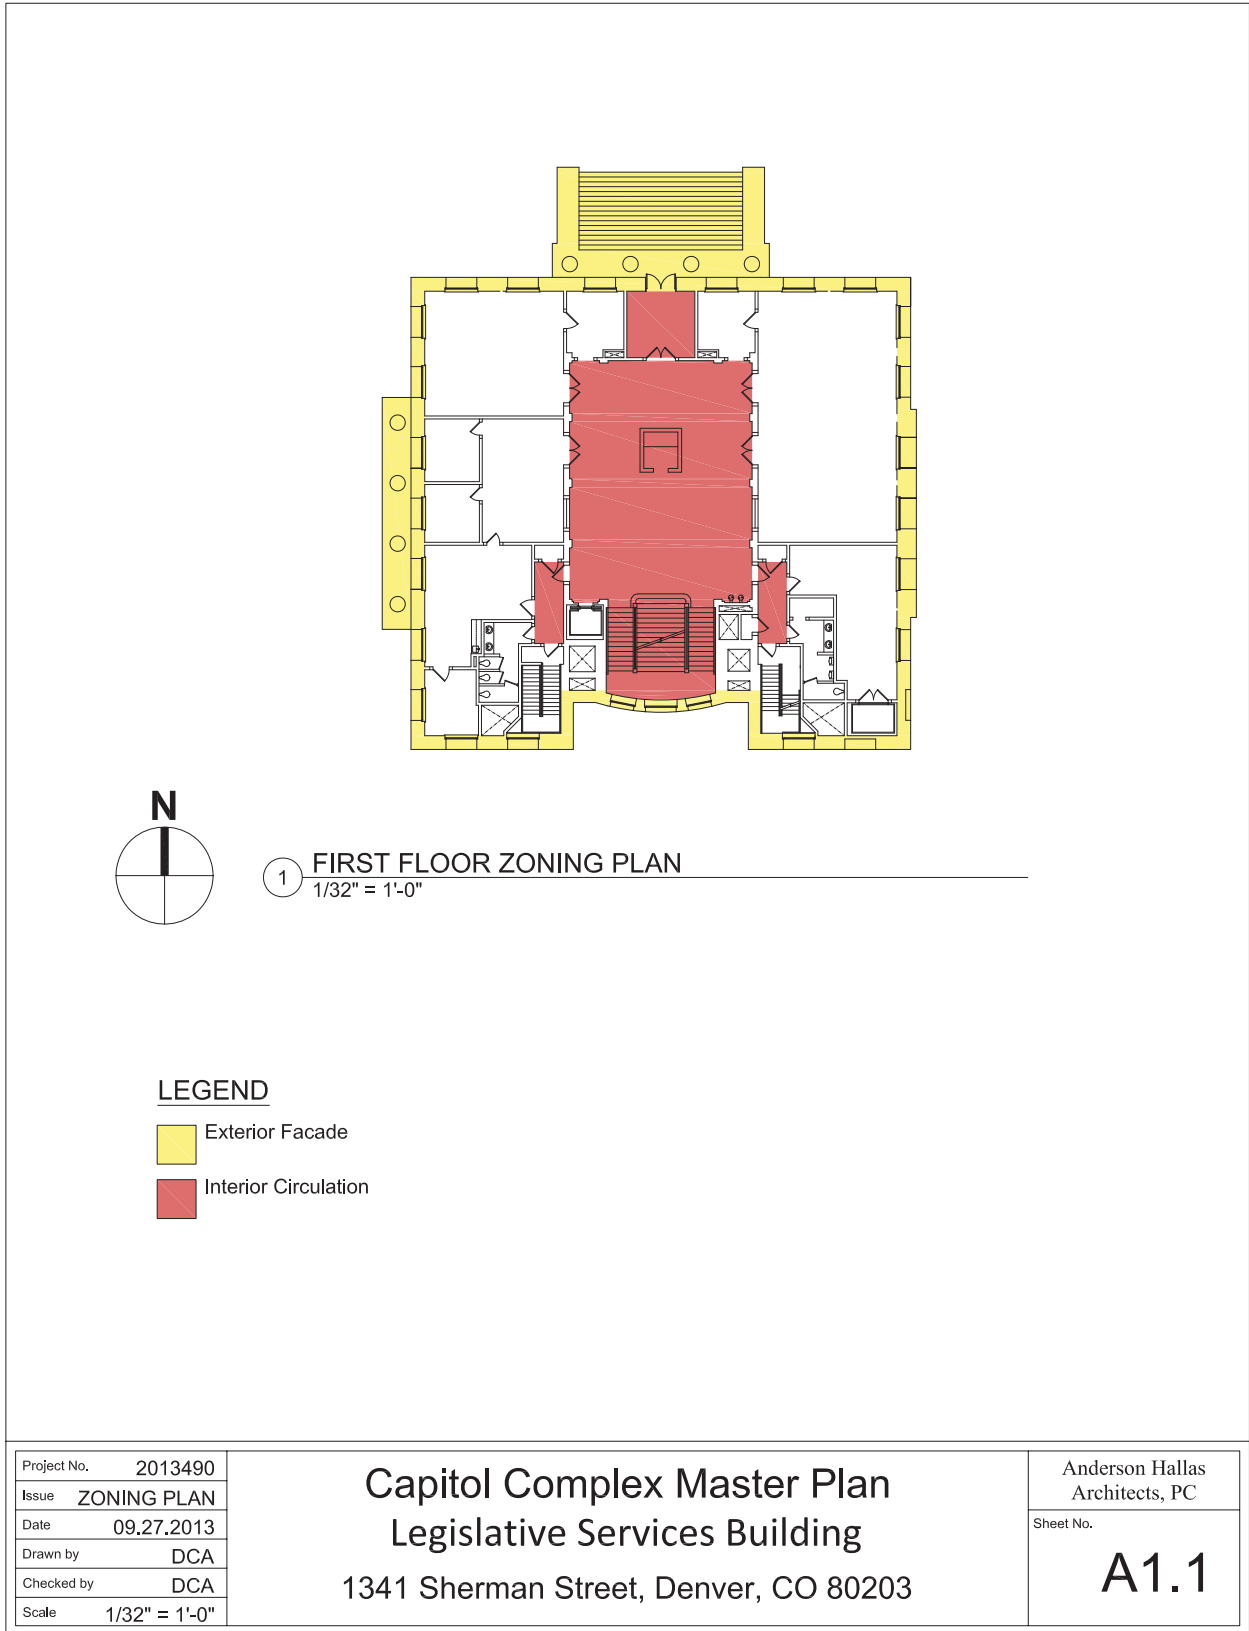 N
1
FIRST FLOOR ZONING PLAN
1/32" = 1'-0"
LEGEND
Exterior Facade
Interior Circulation
Project No. 2013490
Issue ZONING PLAN
Date 09.27.2013
Drawn by DCA
Checked by DCA
Scale 1/32" = 1'-0"
Capitol Complex Master Plan
Legislative Services Building
1341 Sherman Street, Denver, CO 80203
Anderson Hallas
Architects, PC
Sheet No.
A1.1